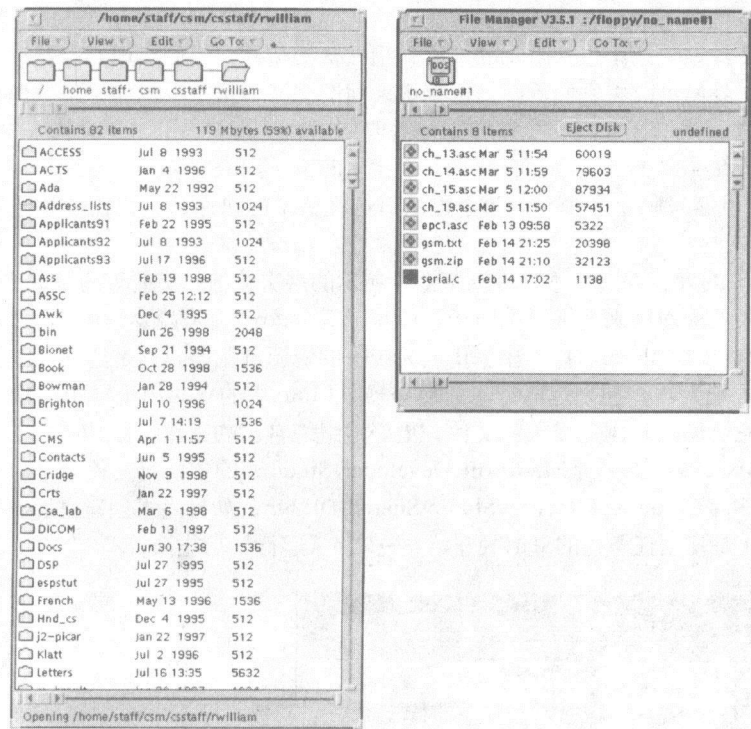 /home/staff/csm/csstaff/rwilliam
File View Edit Go To:
/ home staff- csm csstaff rwilliam
Contains 82 items 119 Mbytes (59%) available
ACCESS Jul 8 1993 512
ACTS Jan 4 1996 512
Ada May 22 1992 512
Address_lists Jul 8 1993 1024
Applicants91 Feb 22 1995 512
Applicants92 Jul 8 1993 1024
Applicants93 Jul 17 1996 512
Ass Feb 19 1998 512
ASSC Feb 25 12:12 512
Awk Dec 4 1995 512
bin Jun 26 1998 2048
Bionet Sep 21 1994 512
Book Oct 28 1998 1536
Bowman Jan 28 1994 512
Brighton Jul 10 1996 1024
C Jul 7 14:19 1536
CMS Apr 1 11:57 512
Contacts Jun 5 1995 512
Cridge Nov 9 1998 512
Crts Jan 22 1997 512
Csa_lab Mar 6 1998 512
DICOM Feb 13 1997 512
Docs Jun 30 17:38 1536
DSP Jul 27 1995 512
espstut Jul 27 1995 512
French May 13 1996 1536
Hnd_cs Dec 4 1995 512
j2-picar Jan 22 1997 512
Klatt Jul 2 1996 512
Letters Jul 16 13:35 5632
Opening /home/staff/csm/csstaff/rwilliam
File Manager V3.5.1 :/floppy/no_name#1
File View Edit Go To:
DOS
no_name#1
Contains 8 items Eject Disk undefined
ch_13.asc Mar 5 11:54 60019
ch_14.asc Mar 5 11:59 79603
ch_15.asc Mar 5 12:00 87934
ch_19.asc Mar 5 11:50 57451
epc1.asc Feb 13 09:58 5322
gsm.txt Feb 14 21:25 20398
gsm.zip Feb 14 21:10 32123
serial.c Feb 14 17:02 1138